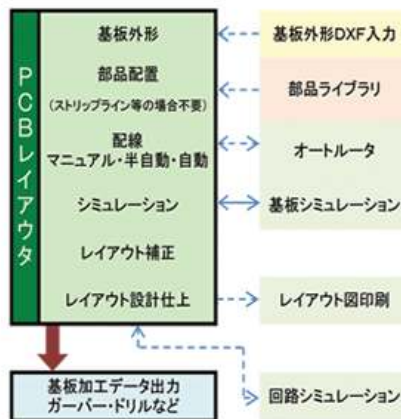 PCBレイアウタ
基板外形
部品配置
(ストリップライン等の場合不要)
配線
マニュアル・半自動・自動
シミュレーション
レイアウト補正
レイアウト設計仕上
基板外形DXF入力
部品ライブラリ
オートルータ
基板シミュレーション
レイアウト図印刷
回路シミュレーション
基板加工データ出力
ガーバー・ドリルなど